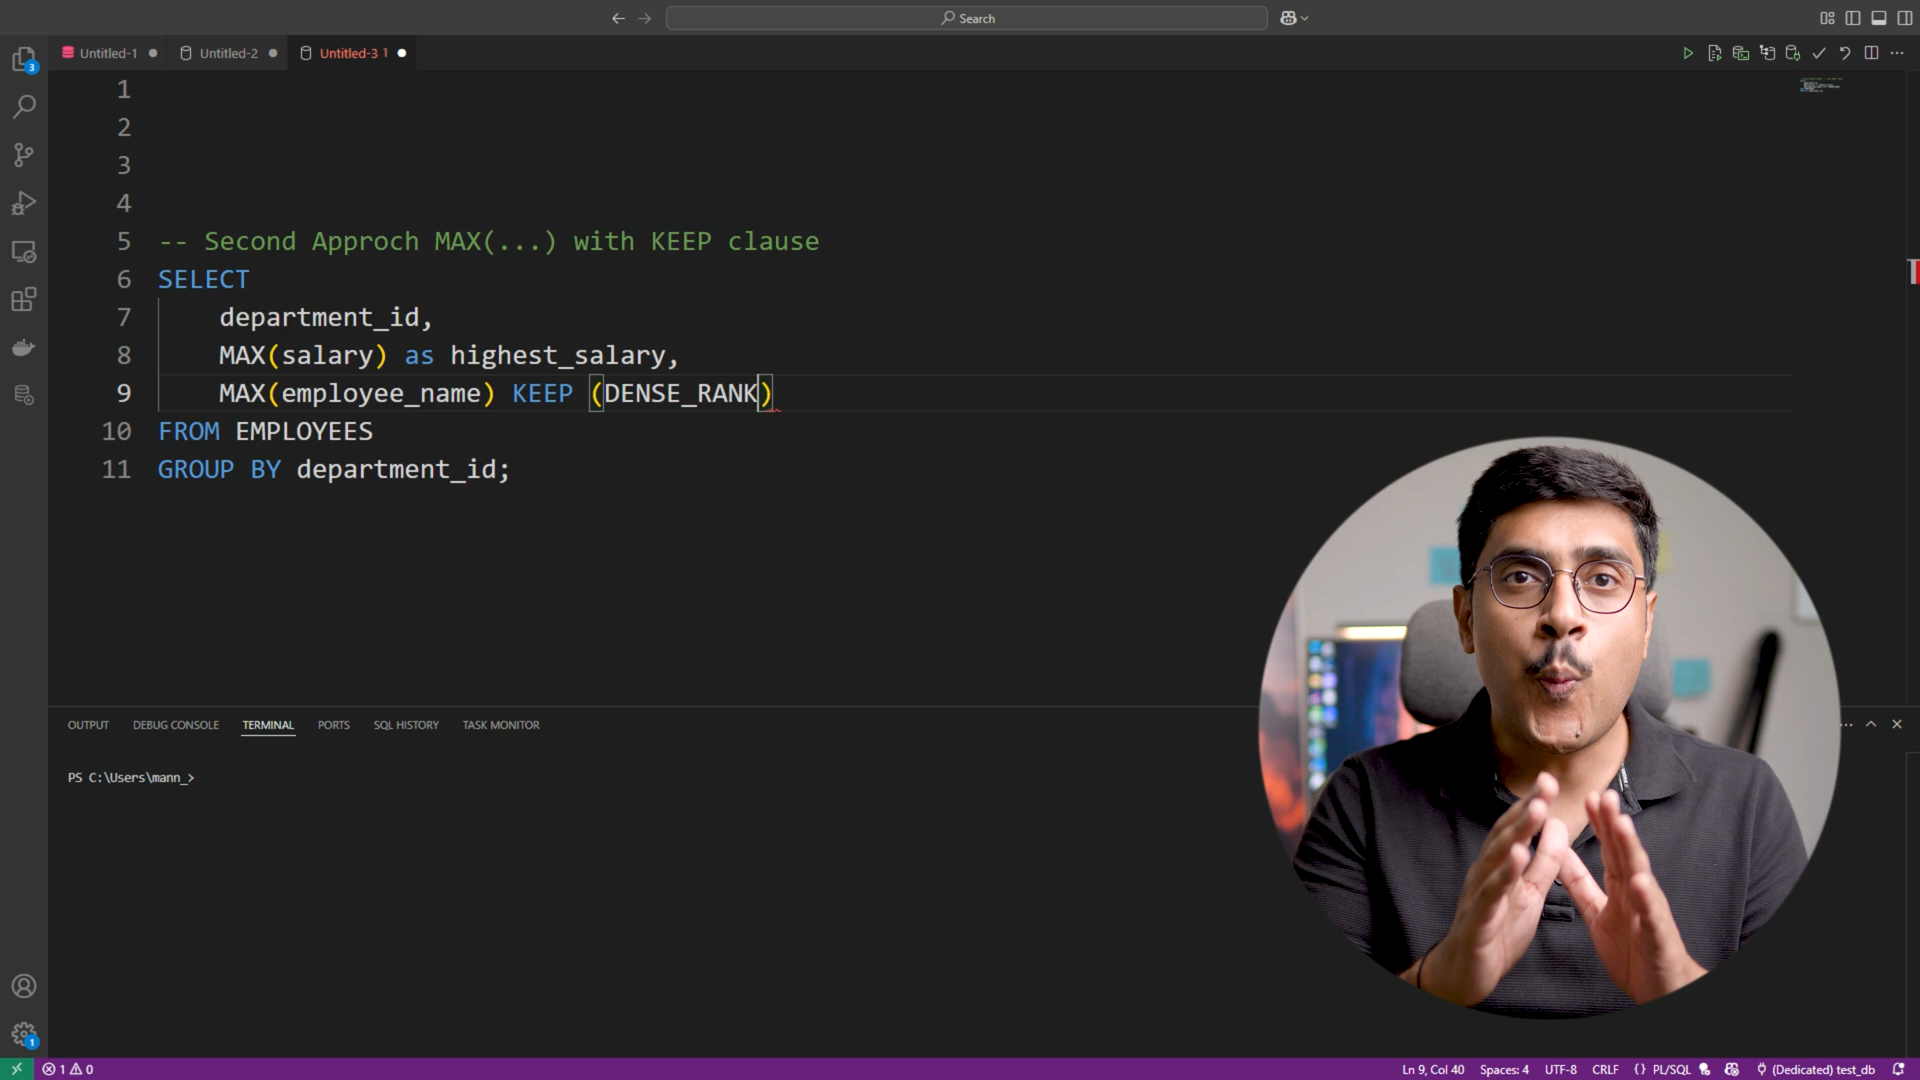 Search
Untitled-1
Untitled-2
Untitled-3 1
3
1
2
3
4
5 -- Second Approch MAX(...) with KEEP clause
6 SELECT
7 department_id,
8 MAX(salary) as highest_salary,
9 MAX(employee_name) KEEP (DENSE_RANK)
10 FROM EMPLOYEES
11 GROUP BY department_id;
OUTPUT DEBUG CONSOLE TERMINAL PORTS SQL HISTORY TASK MONITOR
PS C:\Users\mann_>
1
1 0 Ln 9, Col 40 Spaces: 4 UTF-8 CRLF {} PL/SQL (Dedicated) test_db